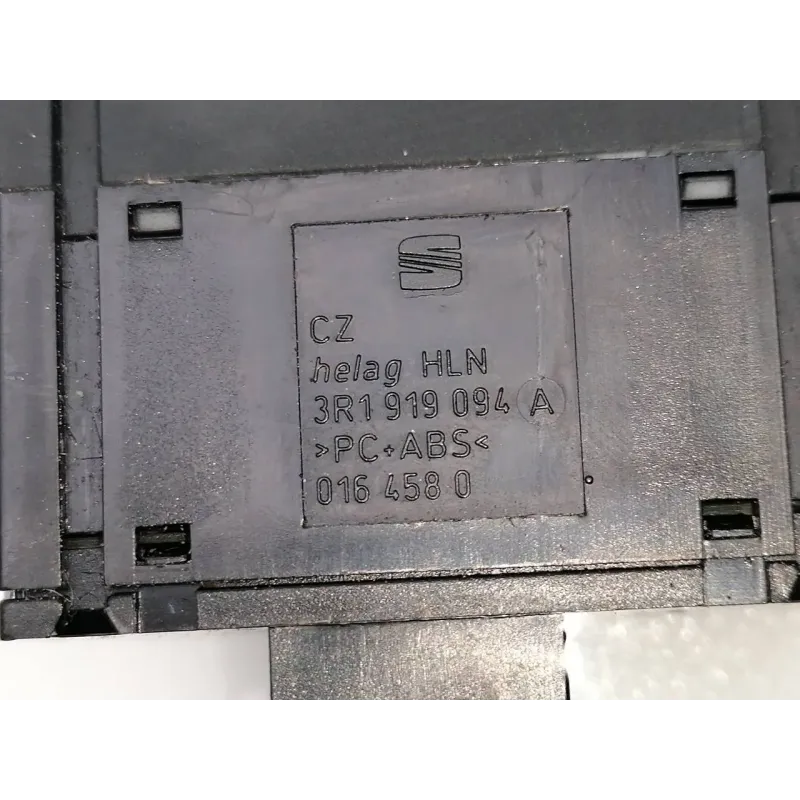 CZ
helag HLN
3R1 919 094 A
>PC+ABS<
016 458 0